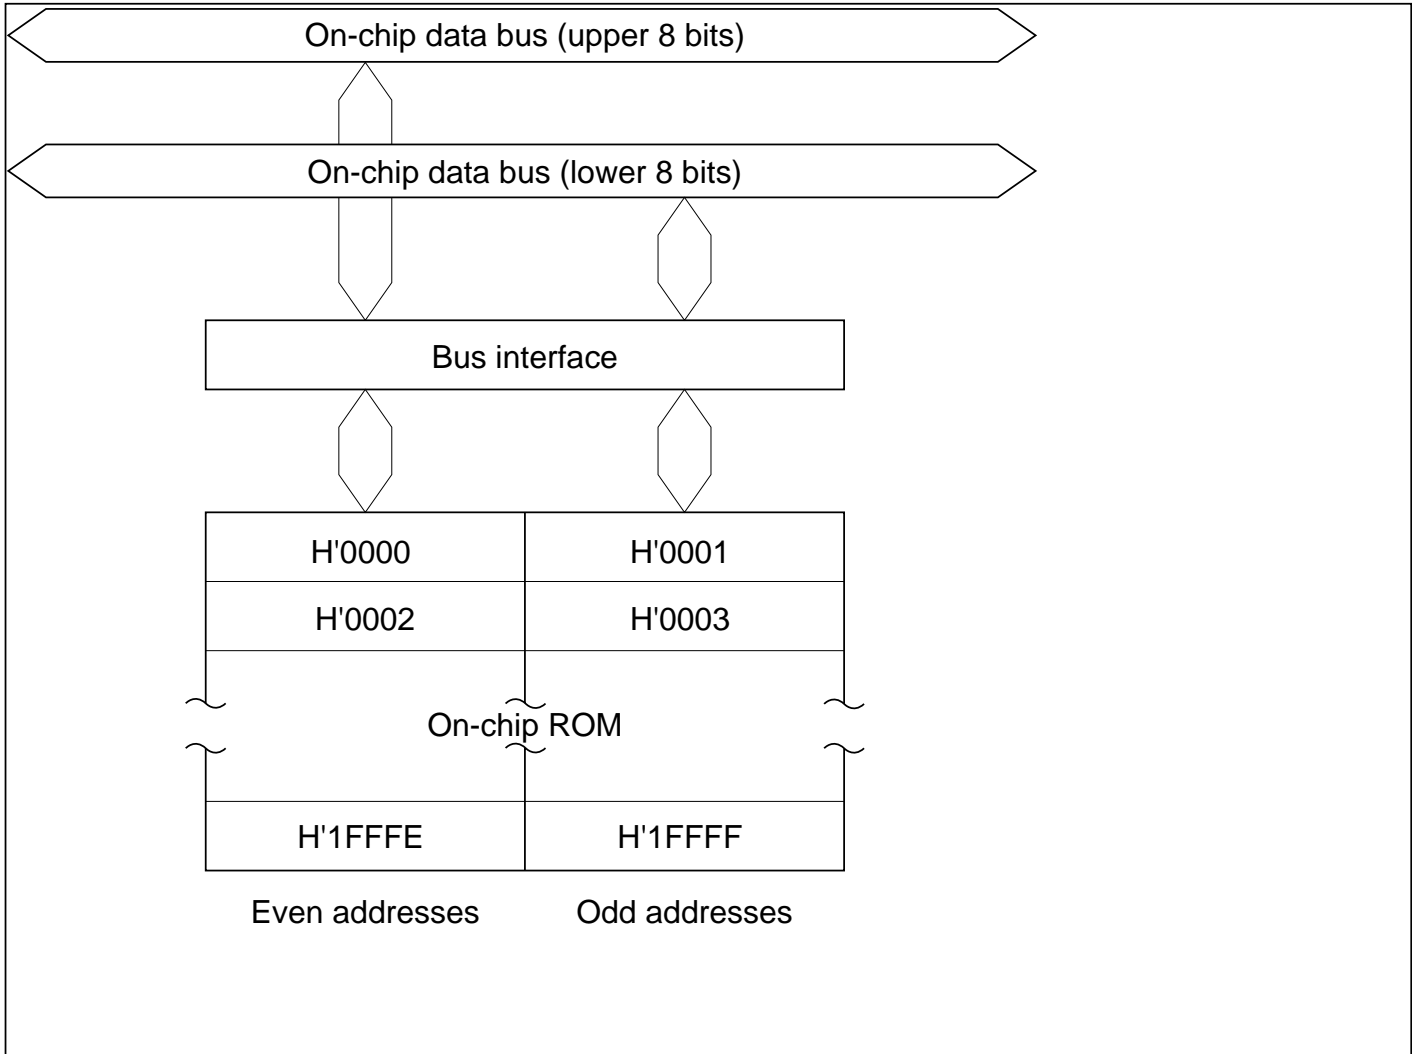 On-chip data bus (upper 8 bits)
On-chip data bus (lower 8 bits)
Bus interface
H'0000 H'0001
H'0002 H'0003
On-chip ROM
H'1FFFE H'1FFFF
Even addresses Odd addresses